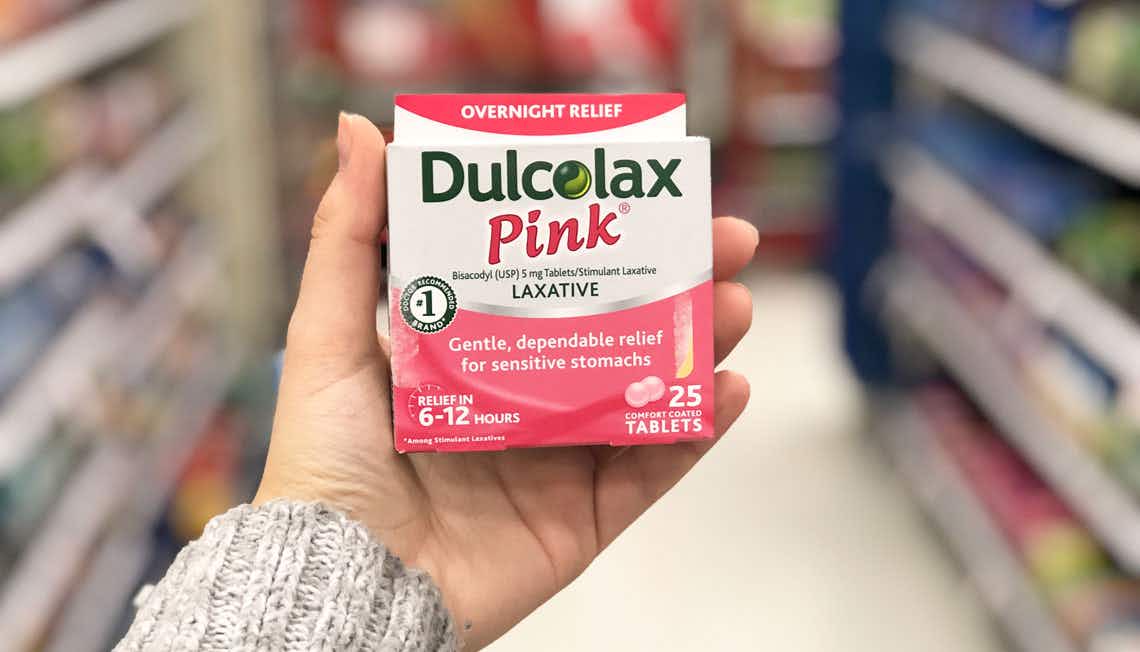 OVERNIGHT RELIEF
Dulcolax
Pink®
Bisacodyl (USP) 5 mg Tablets/Stimulant Laxative
LAXATIVE
DOCTOR RECOMMENDED
#1
BRAND*
Gentle, dependable relief
for sensitive stomachs
RELIEF IN
6-12 HOURS
25
COMFORT COATED
TABLETS
*Among Stimulant Laxatives